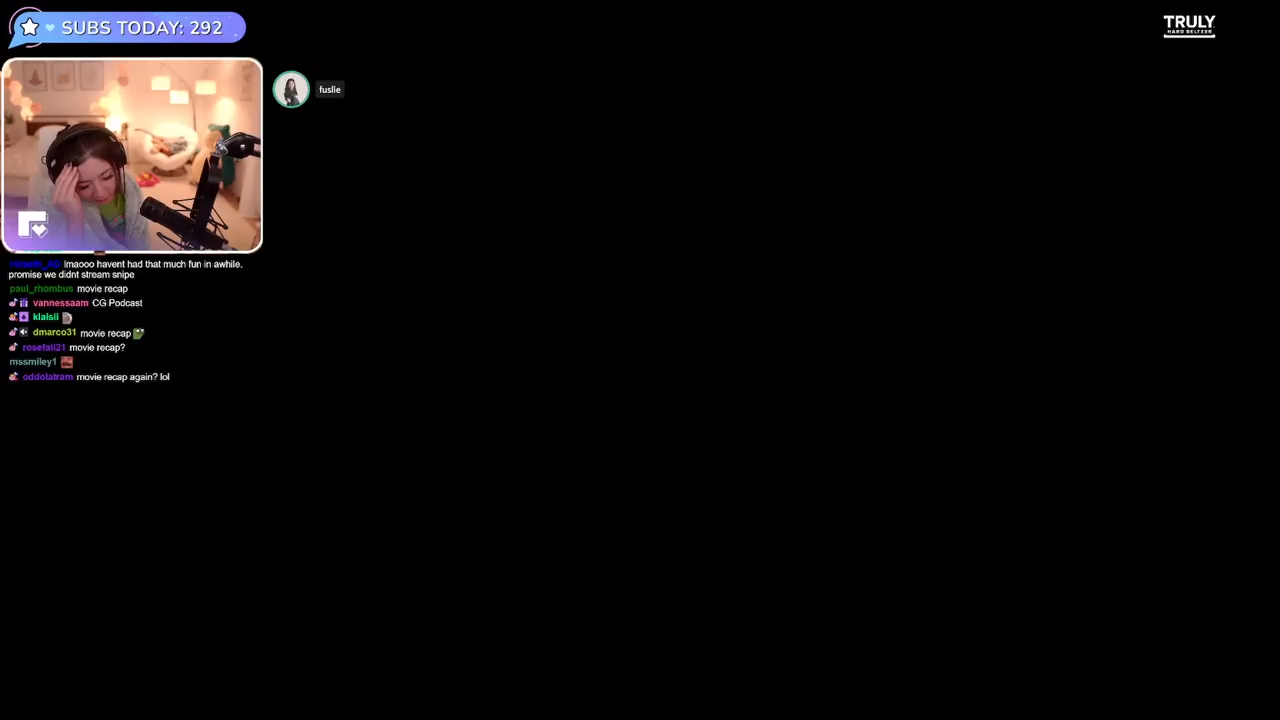 SUBS TODAY: 292
TRULY
HARD SELTZER
fuslie
lmaooo havent had that much fun in awhile.
promise we didnt stream snipe
paul_rhombus movie recap
vannessaam CG Podcast
klaisii
dmarco31 movie recap
rosefall21 movie recap?
mssmiley1
oddolatram movie recap again? lol